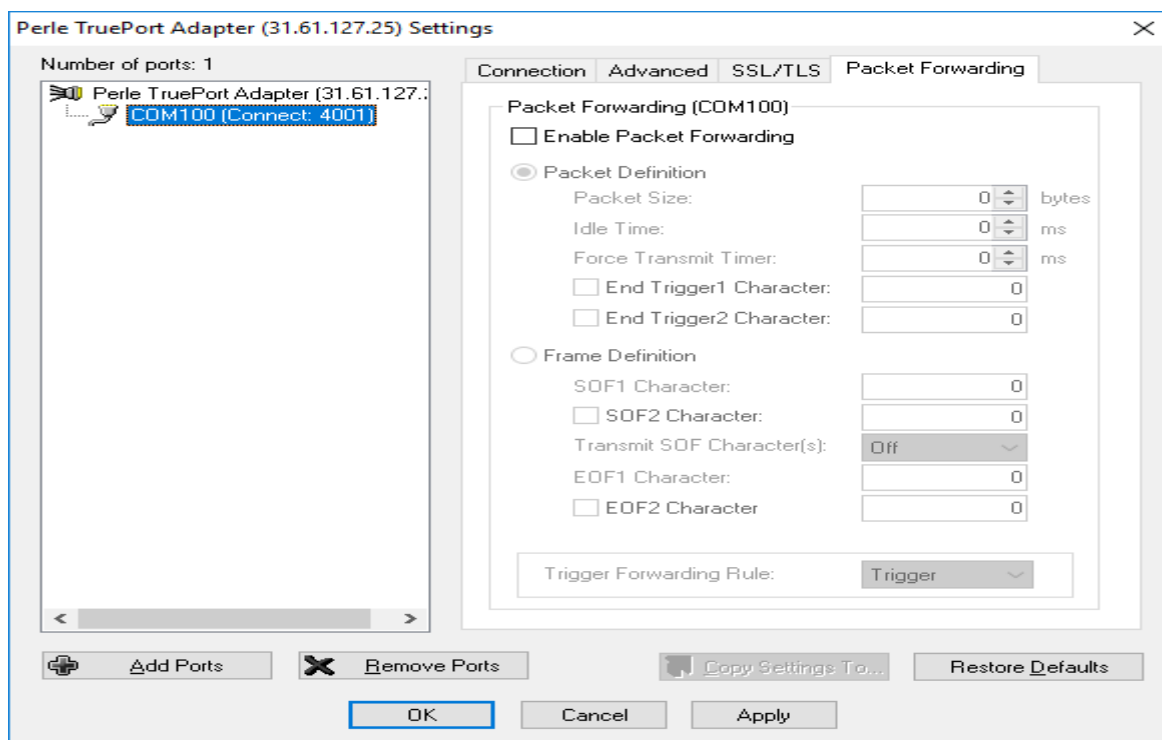 Perle TruePort Adapter (31.61.127.25) Settings
Number of ports: 1
Perle TruePort Adapter (31.61.127.:
COM100 (Connect: 4001)
Connection
Advanced
SSL/TLS
Packet Forwarding
Packet Forwarding (COM100)
Enable Packet Forwarding
Packet Definition
Packet Size: 0 bytes
Idle Time: 0 ms
Force Transmit Timer: 0 ms
End Trigger1 Character: 0
End Trigger2 Character: 0
Frame Definition
SOF1 Character: 0
SOF2 Character: 0
Transmit SOF Character(s): Off
EOF1 Character: 0
EOF2 Character 0
Trigger Forwarding Rule: Trigger
Add Ports
Remove Ports
Copy Settings To...
Restore Defaults
OK
Cancel
Apply